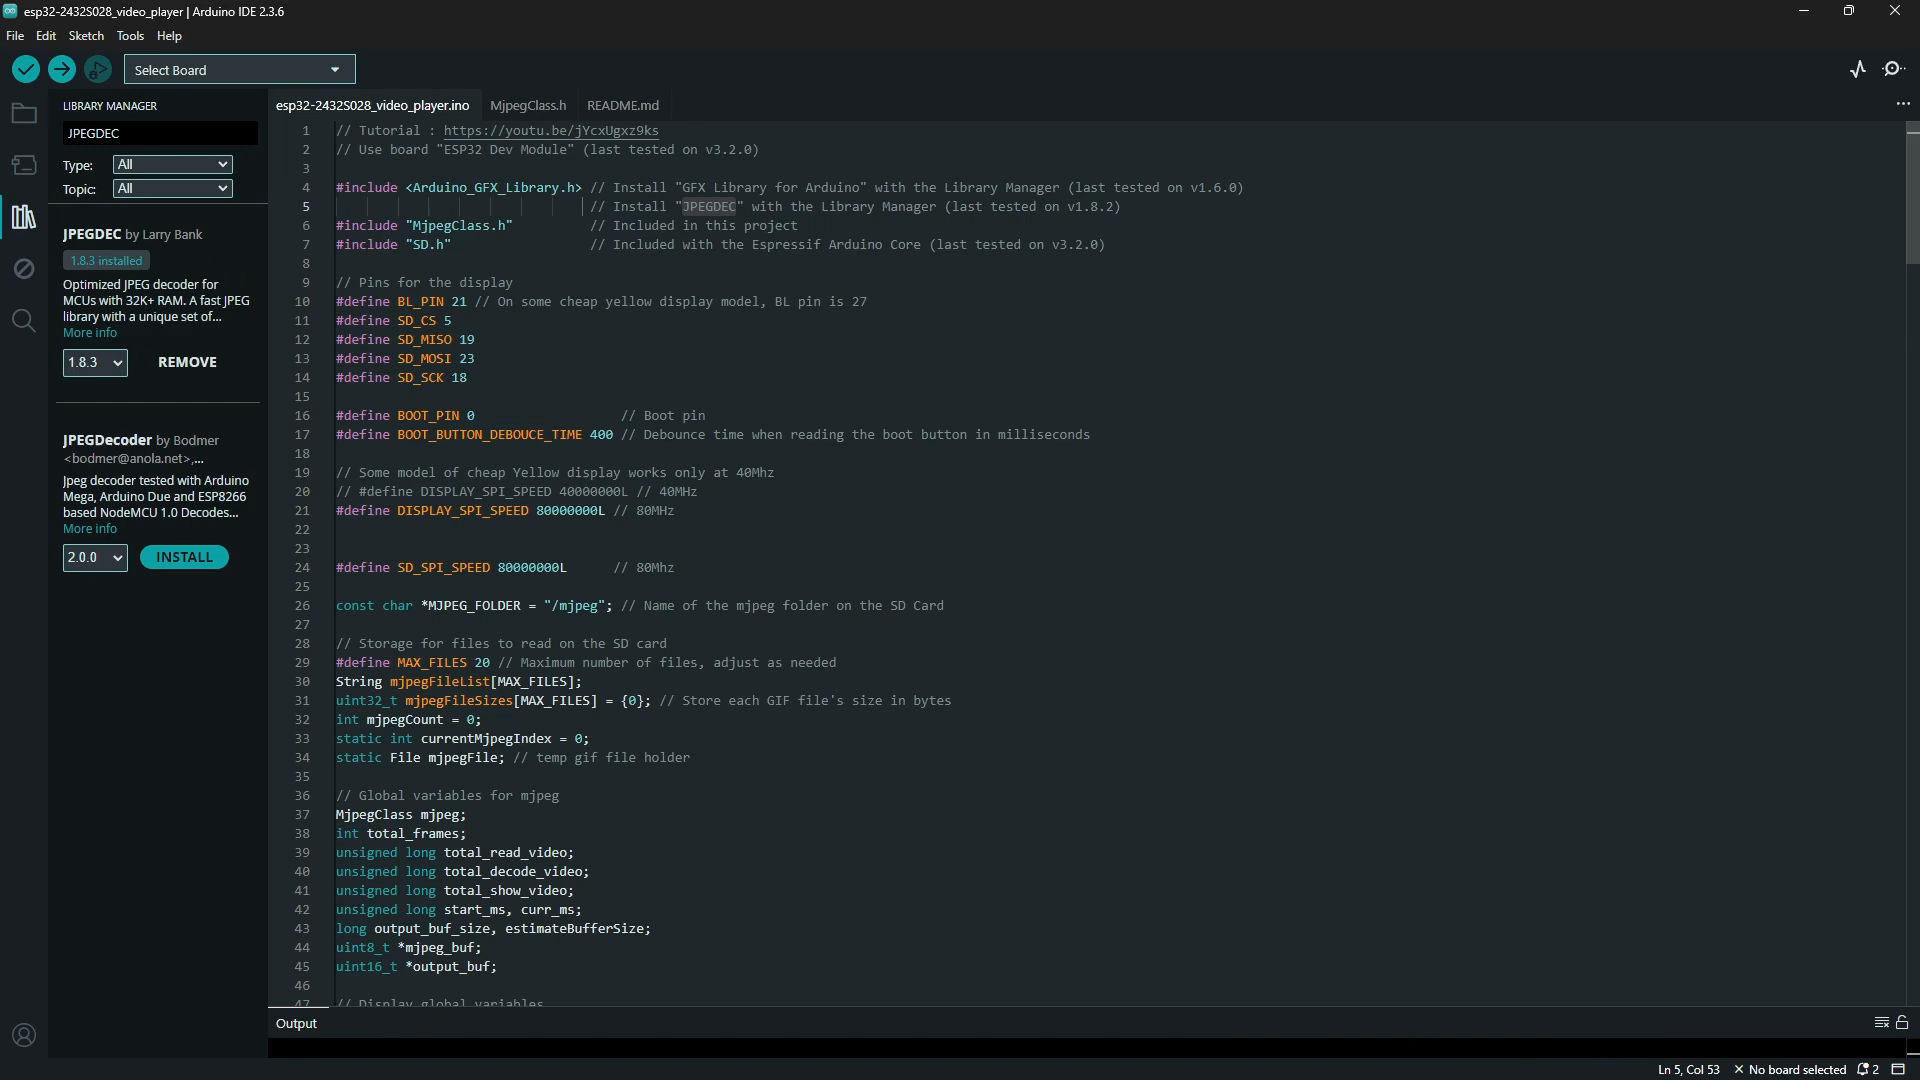 esp32-2432S028_video_player | Arduino IDE 2.3.6
File Edit Sketch Tools Help
Select Board
LIBRARY MANAGER
JPEGDEC
Type: All
Topic: All
JPEGDEC by Larry Bank
1.8.3 installed
Optimized JPEG decoder for
MCUs with 32K+ RAM. A fast JPEG
library with a unique set of...
More info
1.8.3 REMOVE
JPEGDecoder by Bodmer
<bodmer@anola.net>,...
Jpeg decoder tested with Arduino
Mega, Arduino Due and ESP8266
based NodeMCU 1.0 Decodes...
More info
2.0.0 INSTALL
esp32-2432S028_video_player.ino MjpegClass.h README.md
1 // Tutorial : https://youtu.be/jYcxUgxz9ks
2 // Use board "ESP32 Dev Module" (last tested on v3.2.0)
3
4 #include <Arduino_GFX_Library.h> // Install "GFX Library for Arduino" with the Library Manager (last tested on v1.6.0)
5 // Install "JPEGDEC" with the Library Manager (last tested on v1.8.2)
6 #include "MjpegClass.h" // Included in this project
7 #include "SD.h" // Included with the Espressif Arduino Core (last tested on v3.2.0)
8
9 // Pins for the display
10 #define BL_PIN 21 // On some cheap yellow display model, BL pin is 27
11 #define SD_CS 5
12 #define SD_MISO 19
13 #define SD_MOSI 23
14 #define SD_SCK 18
15
16 #define BOOT_PIN 0 // Boot pin
17 #define BOOT_BUTTON_DEBOUCE_TIME 400 // Debounce time when reading the boot button in milliseconds
18
19 // Some model of cheap Yellow display works only at 40Mhz
20 // #define DISPLAY_SPI_SPEED 40000000L // 40MHz
21 #define DISPLAY_SPI_SPEED 80000000L // 80MHz
22
23
24 #define SD_SPI_SPEED 80000000L // 80Mhz
25
26 const char *MJPEG_FOLDER = "/mjpeg"; // Name of the mjpeg folder on the SD Card
27
28 // Storage for files to read on the SD card
29 #define MAX_FILES 20 // Maximum number of files, adjust as needed
30 String mjpegFileList[MAX_FILES];
31 uint32_t mjpegFileSizes[MAX_FILES] = {0}; // Store each GIF file's size in bytes
32 int mjpegCount = 0;
33 static int currentMjpegIndex = 0;
34 static File mjpegFile; // temp gif file holder
35
36 // Global variables for mjpeg
37 MjpegClass mjpeg;
38 int total_frames;
39 unsigned long total_read_video;
40 unsigned long total_decode_video;
41 unsigned long total_show_video;
42 unsigned long start_ms, curr_ms;
43 long output_buf_size, estimateBufferSize;
44 uint8_t *mjpeg_buf;
45 uint16_t *output_buf;
46
47 // Display global variables
Output
Ln 5, Col 53 No board selected 2